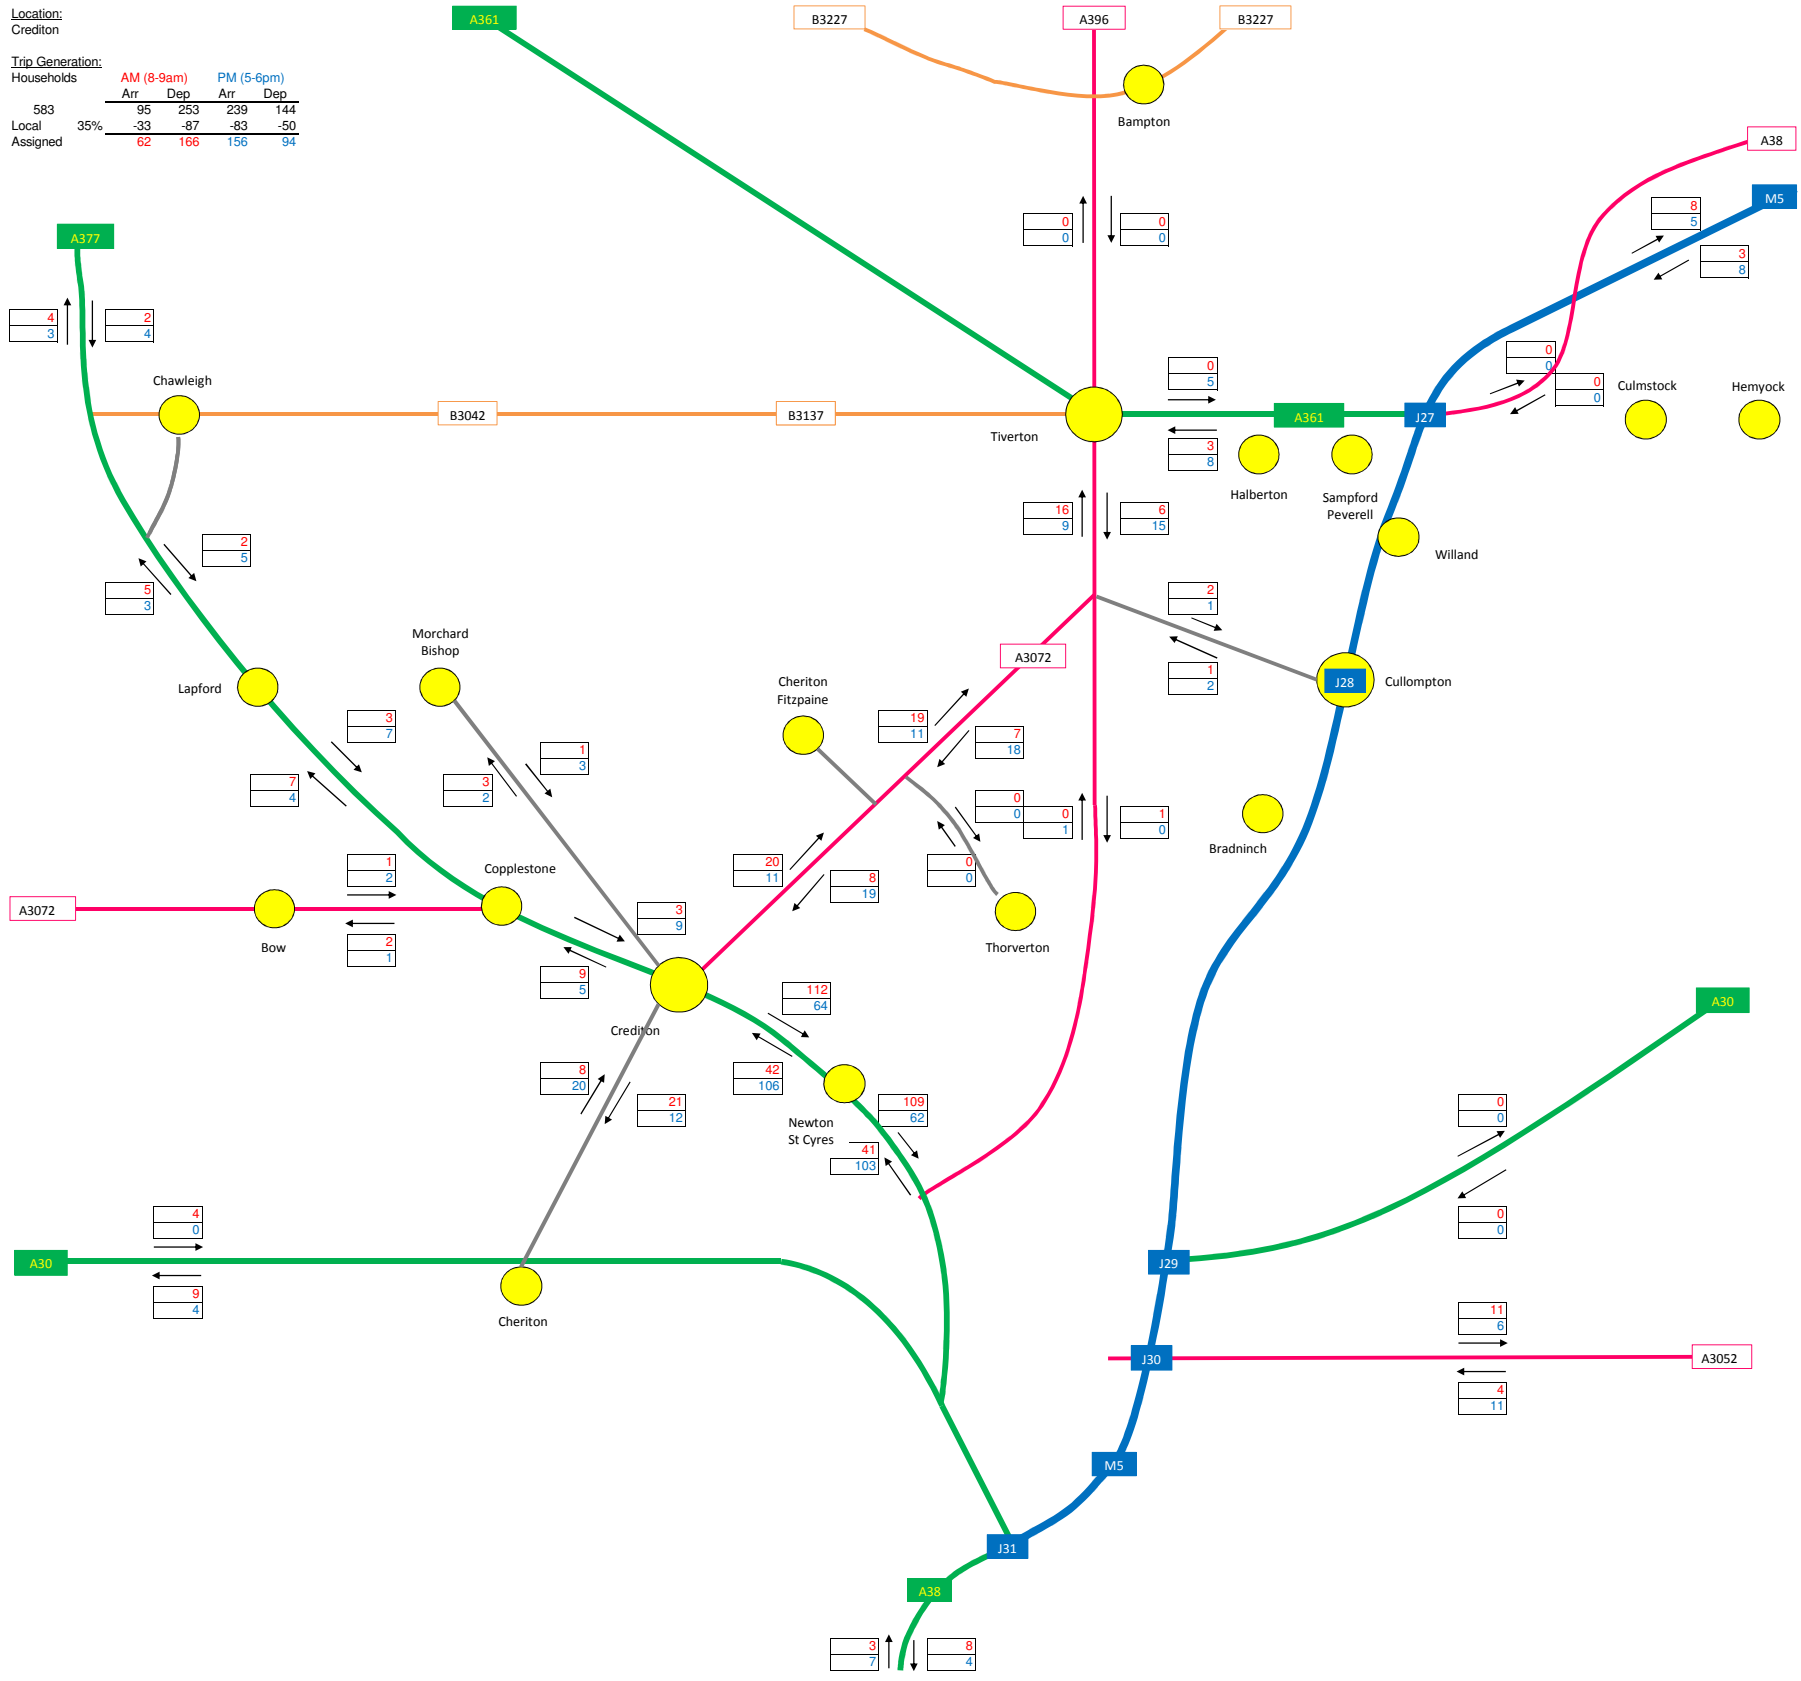 Location:
Crediton
Trip Generation:
Households AM (8-9am) PM (5-6pm)
Arr Dep Arr Dep
583 95 253 239 144
Local 35% -33 -87 -83 -50
Assigned 62 166 156 94
A361
B3227
A396
B3227
Bampton
A38
M5
8
5
3
8
0
0
0
0
A377
4
3
2
4
Chawleigh
B3042
B3137
Tiverton
0
5
A361
3
8
J27
0
0
0
0
Culmstock
Hemyock
Halberton
Sampford
Peverell
Willand
16
9
6
15
2
5
5
3
2
1
1
2
J28
Cullompton
Morchard
Bishop
Lapford
A3072
Cheriton
Fitzpaine
19
11
7
18
3
7
7
4
1
3
3
2
0
0
0
1
1
0
Bradninch
Copplestone
1
2
20
11
8
19
0
0
A3072
Bow
2
1
3
9
Thorverton
9
5
112
64
A30
Crediton
8
20
21
12
42
106
109
62
Newton
St Cyres
41
103
0
0
4
0
0
0
A30
J29
9
4
Cheriton
11
6
J30
A3052
4
11
M5
J31
A38
3
7
8
4